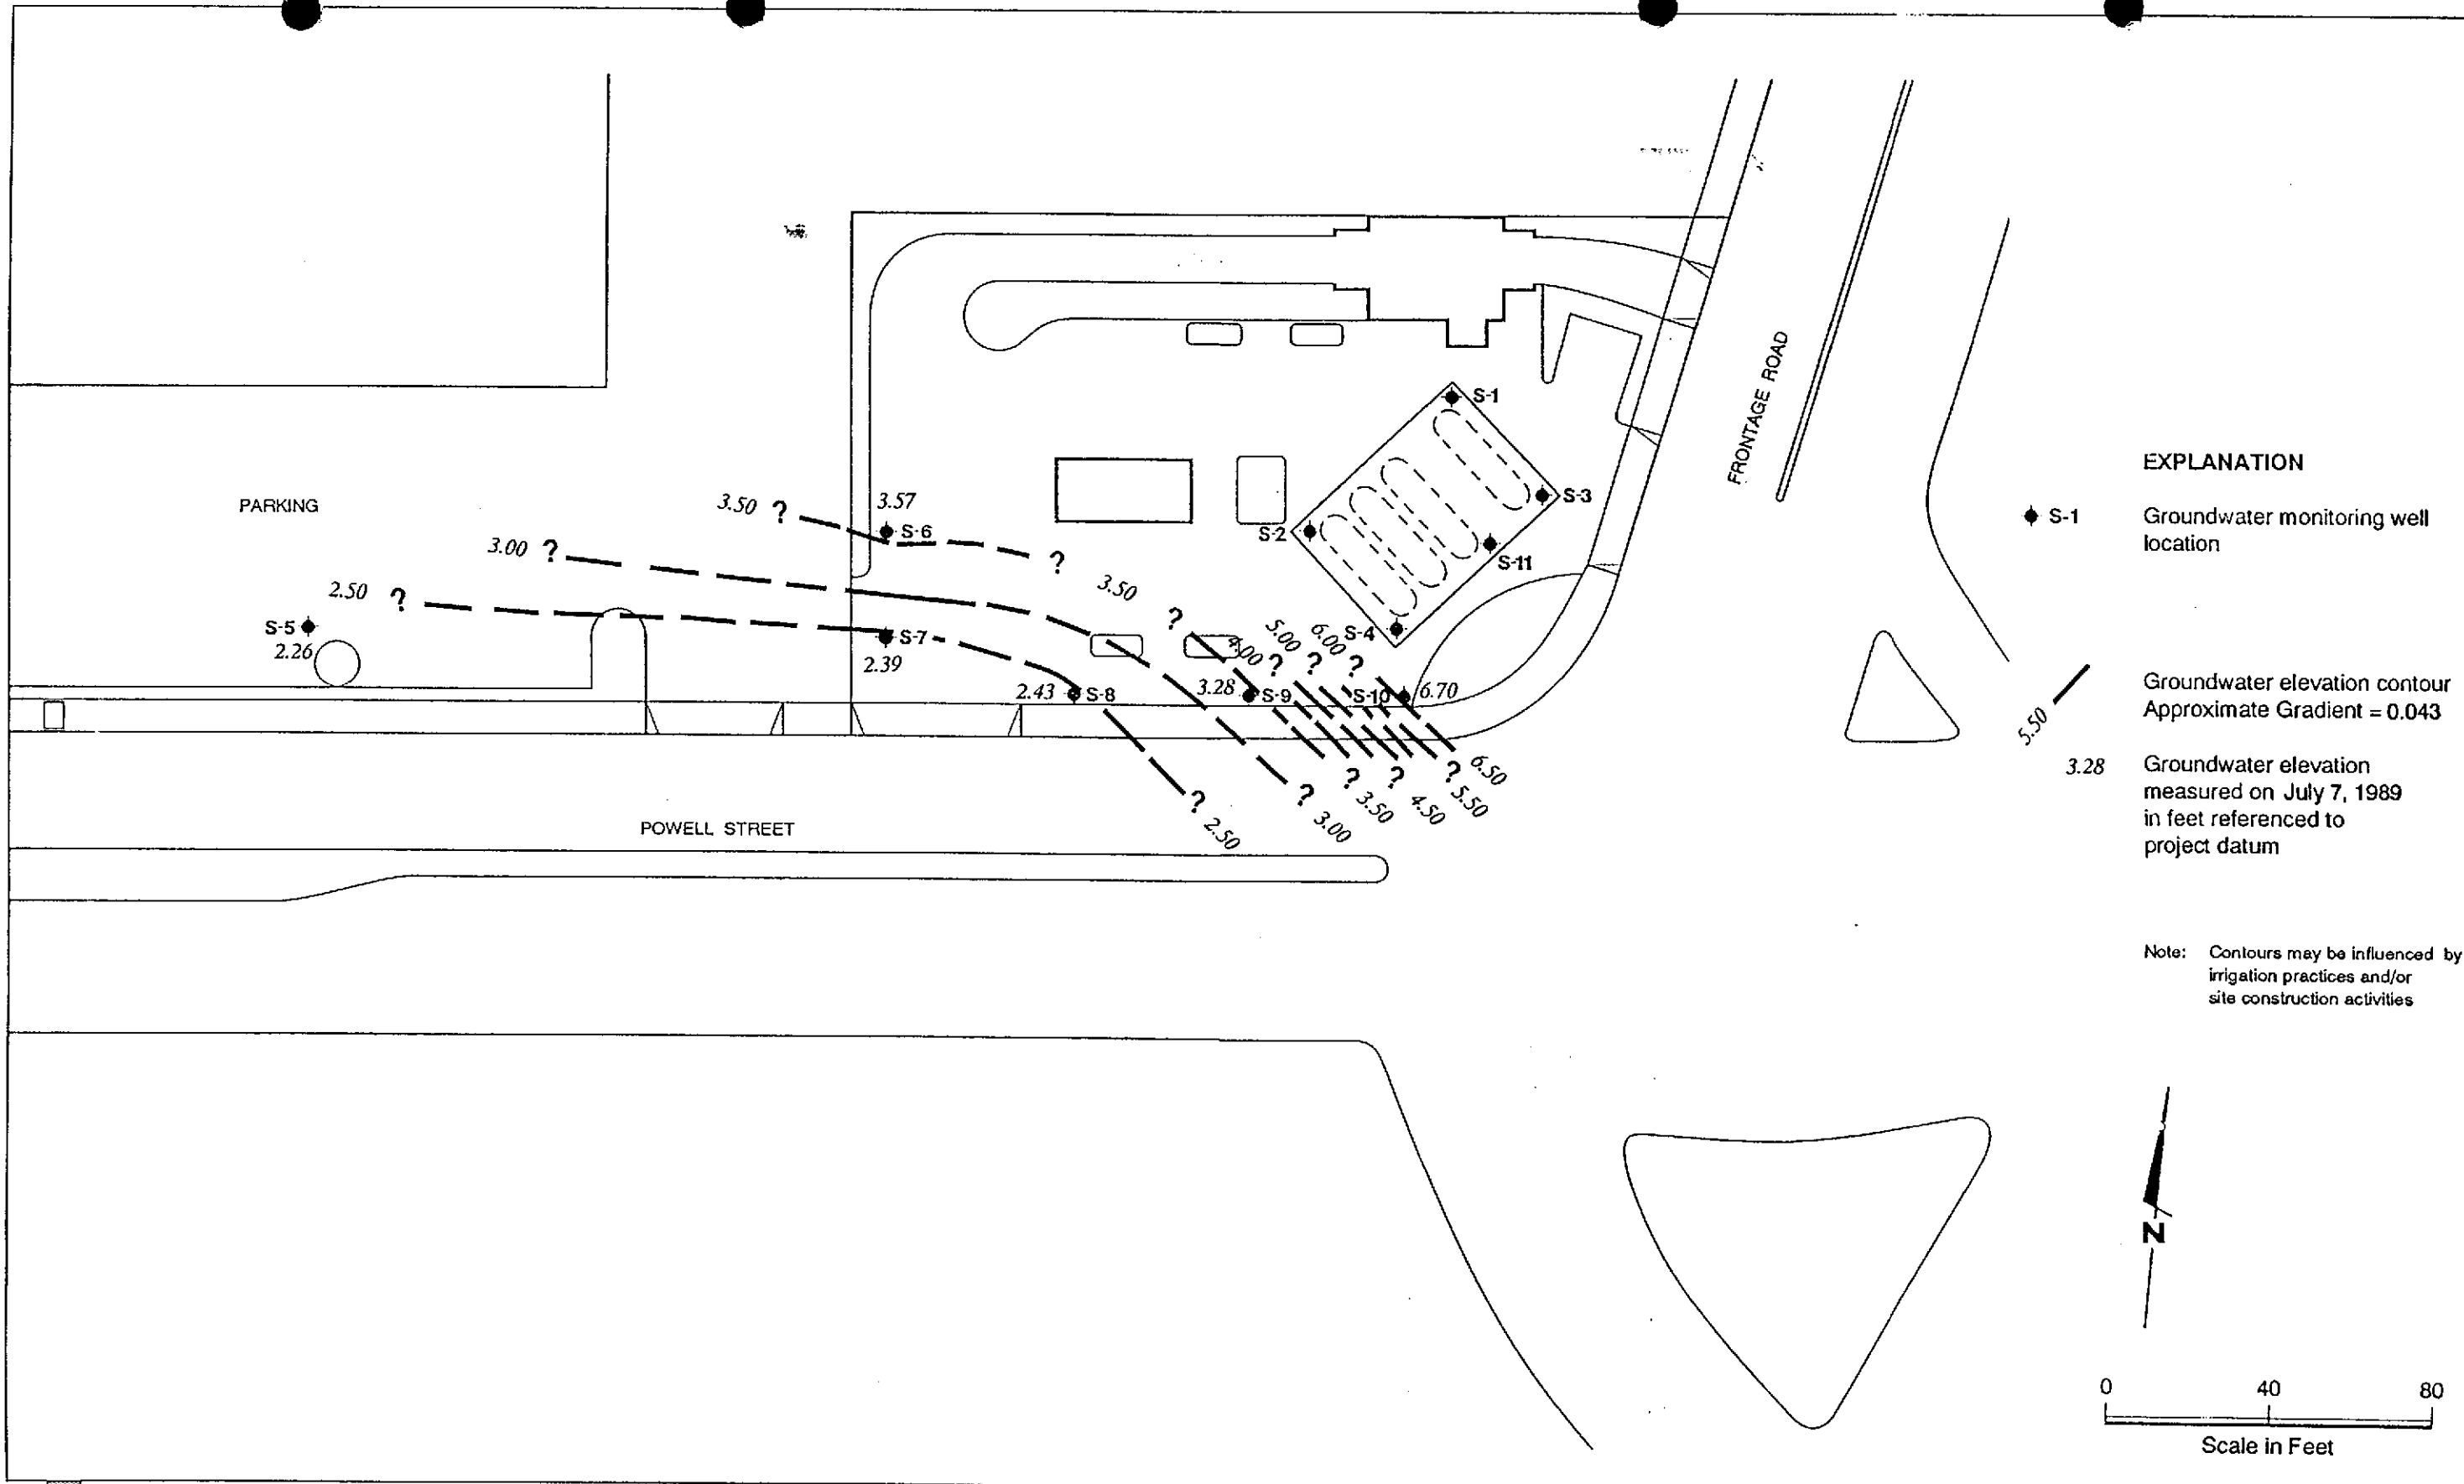 S-1
FRONTAGE ROAD
EXPLANATION
S-1
Groundwater monitoring well
location
PARKING
3.50 ?
3.57
S-6
S-3
S-2
S-11
3.00 ?
?
3.50
2.50 ?
S-5
2.26
S-7
2.39
?
4.00 ?
5.00 ?
6.00 ?
S-4
2.43
S-8
3.28
S-9
S-10
6.70
5.50
Groundwater elevation contour
Approximate Gradient = 0.043
3.28
Groundwater elevation
measured on July 7, 1989
in feet referenced to
project datum
? 2.50
? 3.00
? 3.50
? 4.50
? 5.50
6.50
POWELL STREET
Note: Contours may be influenced by
irrigation practices and/or
site construction activities
N
0 40 80
Scale in Feet